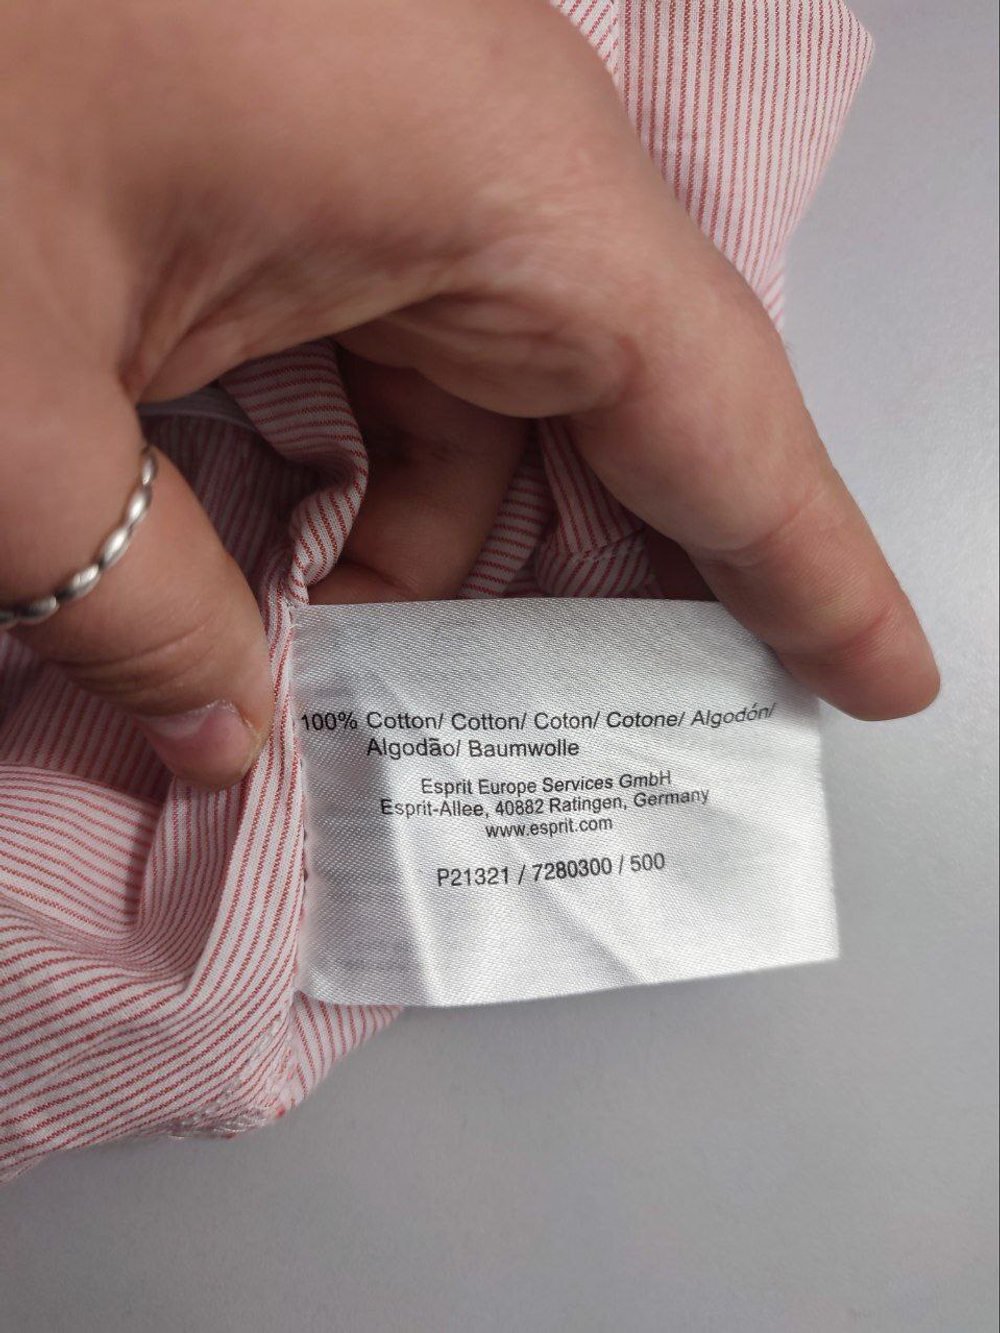 100% Cotton/ Cotton/ Coton/ Cotone/ Algodón/
Algodão/ Baumwolle
Esprit Europe Services GmbH
Esprit-Allee, 40882 Ratingen, Germany
www.esprit.com
P21321 / 7280300 / 500